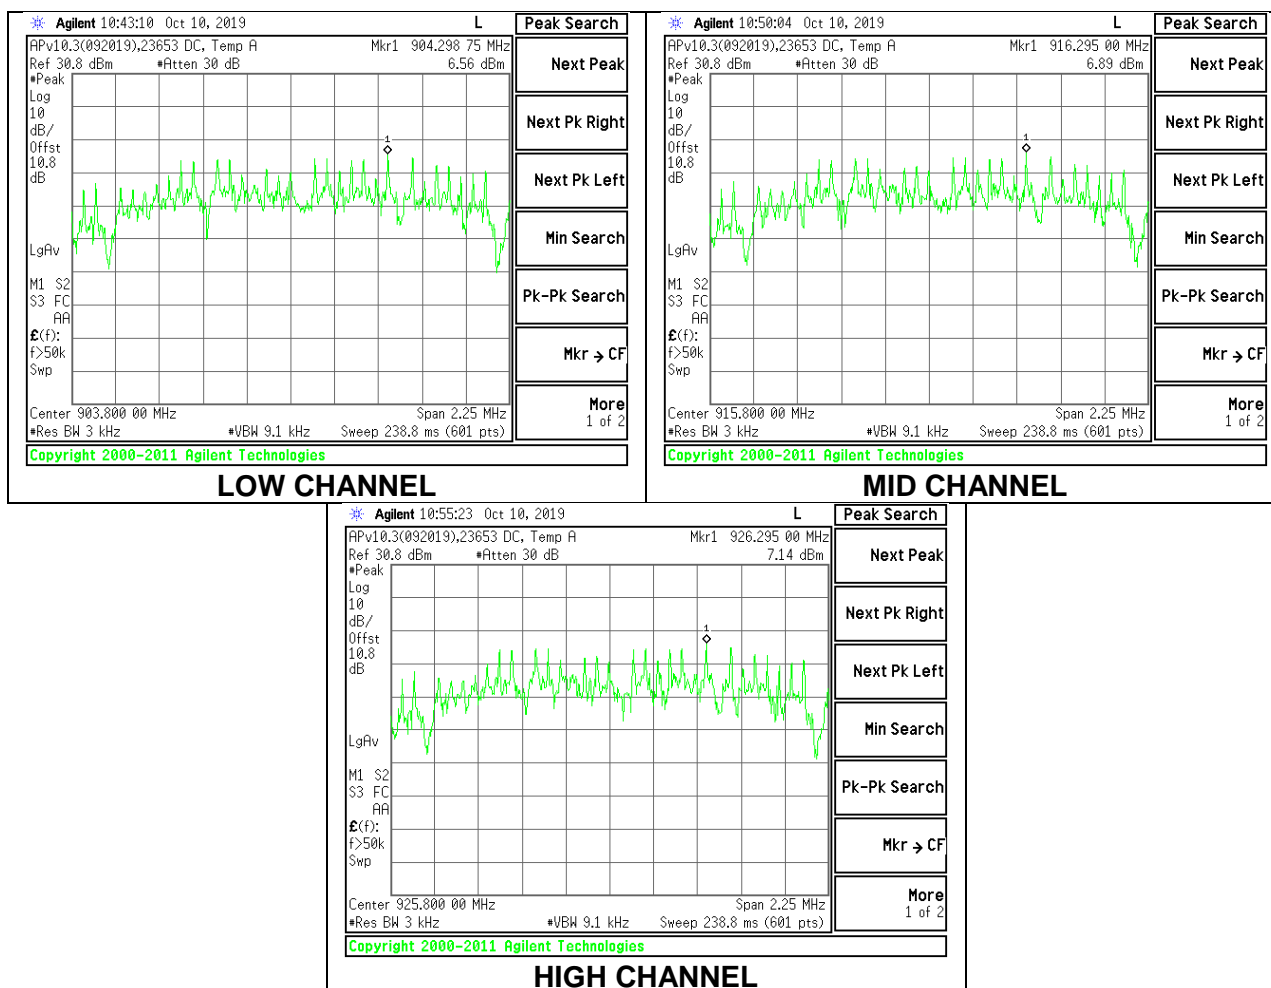 Agilent 10:43:10 Oct 10, 2019 L Peak Search
APv10.3(092019),23653 DC, Temp A Mkr1 904.298 75 MHz
Ref 30.8 dBm #Atten 30 dB 6.56 dBm Next Peak
#Peak
Log
10
dB/ Next Pk Right
Offst
10.8
dB Next Pk Left
1
LgAv Min Search
M1 S2
S3 FC Pk-Pk Search
AA
£(f):
f>50k Mkr → CF
Swp
Center 903.800 00 MHz Span 2.25 MHz More
#Res BW 3 kHz #VBW 9.1 kHz Sweep 238.8 ms (601 pts) 1 of 2
Copyright 2000-2011 Agilent Technologies
LOW CHANNEL
Agilent 10:50:04 Oct 10, 2019 L Peak Search
APv10.3(092019),23653 DC, Temp A Mkr1 916.295 00 MHz
Ref 30.8 dBm #Atten 30 dB 6.89 dBm Next Peak
#Peak
Log
10
dB/ Next Pk Right
Offst
10.8
dB Next Pk Left
1
LgAv Min Search
M1 S2
S3 FC Pk-Pk Search
AA
£(f):
f>50k Mkr → CF
Swp
Center 915.800 00 MHz Span 2.25 MHz More
#Res BW 3 kHz #VBW 9.1 kHz Sweep 238.8 ms (601 pts) 1 of 2
Copyright 2000-2011 Agilent Technologies
MID CHANNEL
Agilent 10:55:23 Oct 10, 2019 L Peak Search
APv10.3(092019),23653 DC, Temp A Mkr1 926.295 00 MHz
Ref 30.8 dBm #Atten 30 dB 7.14 dBm Next Peak
#Peak
Log
10
dB/ Next Pk Right
Offst
10.8
dB Next Pk Left
1
LgAv Min Search
M1 S2
S3 FC Pk-Pk Search
AA
£(f):
f>50k Mkr → CF
Swp
Center 925.800 00 MHz Span 2.25 MHz More
#Res BW 3 kHz #VBW 9.1 kHz Sweep 238.8 ms (601 pts) 1 of 2
Copyright 2000-2011 Agilent Technologies
HIGH CHANNEL